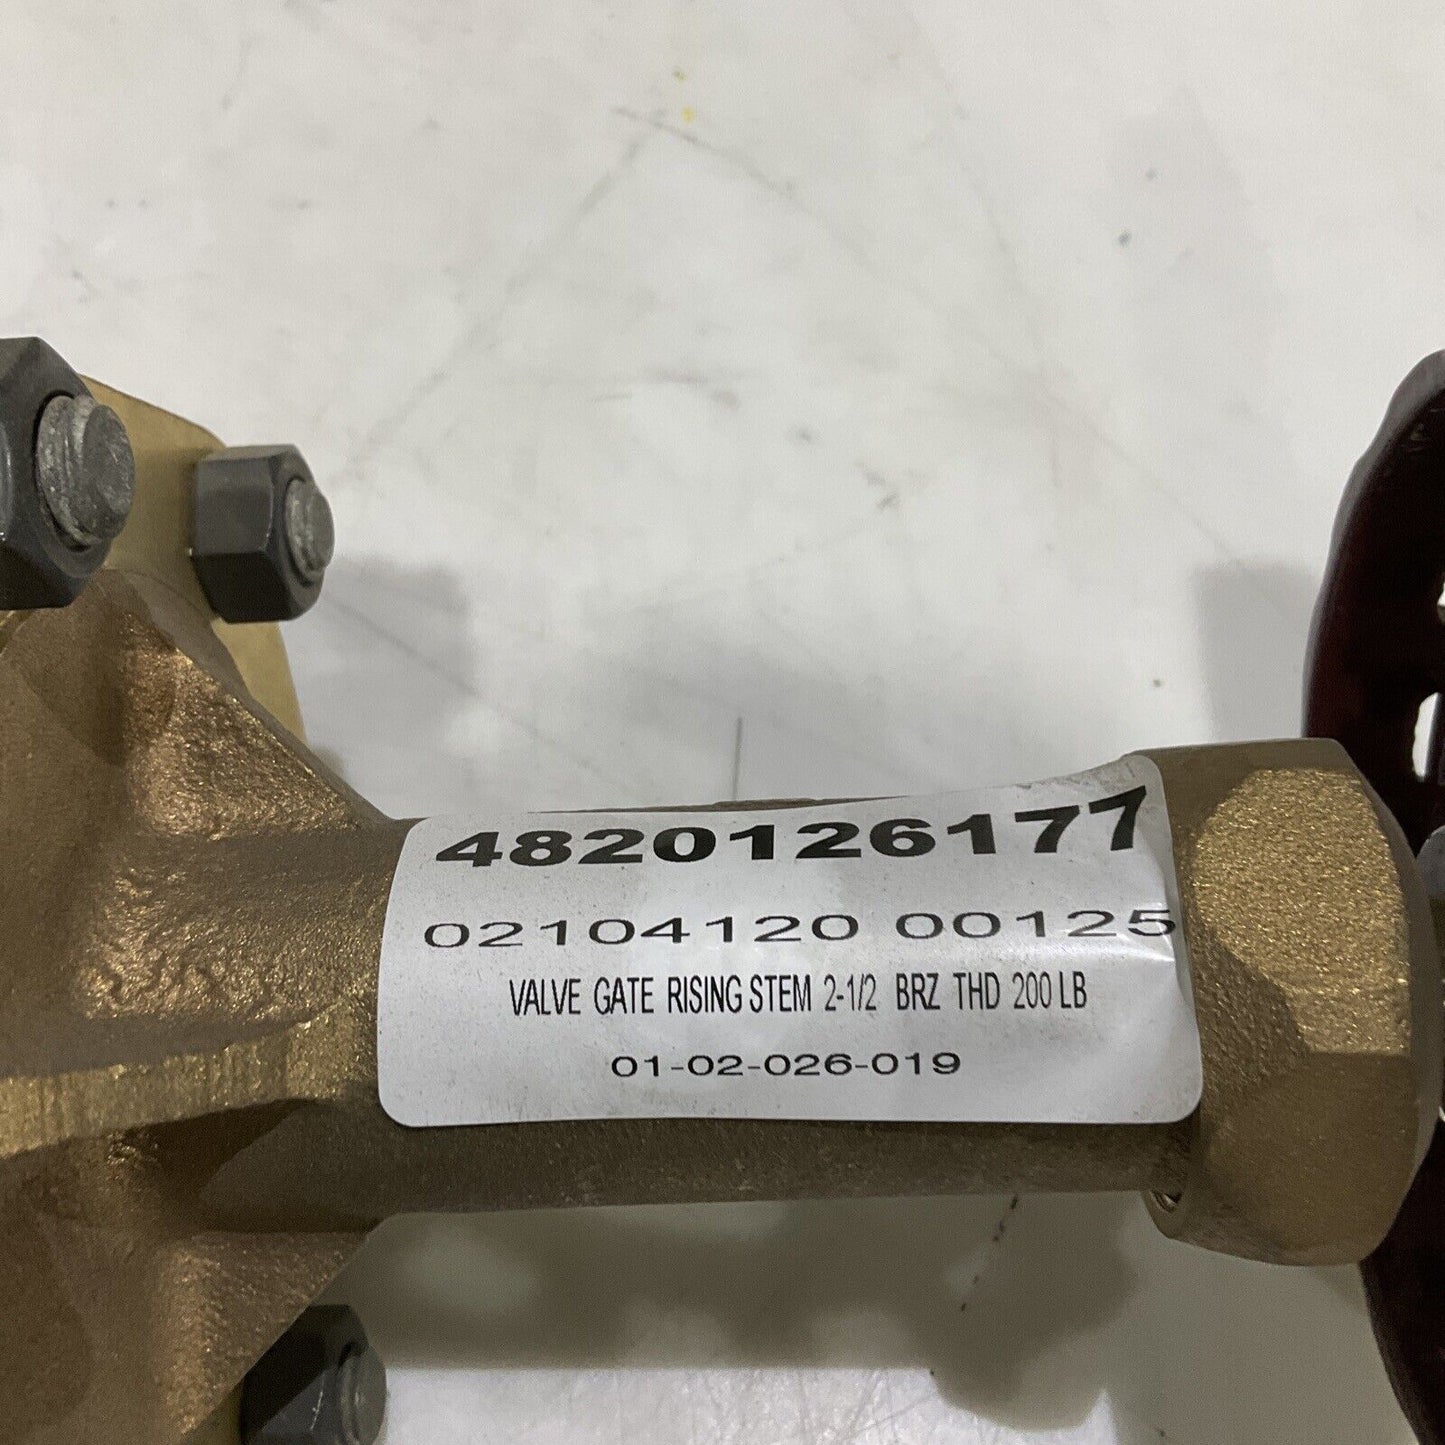 4820126177
02104120 00125
VALVE GATE RISING STEM 2-1/2 BRZ THD 200 LB
01-02-026-019